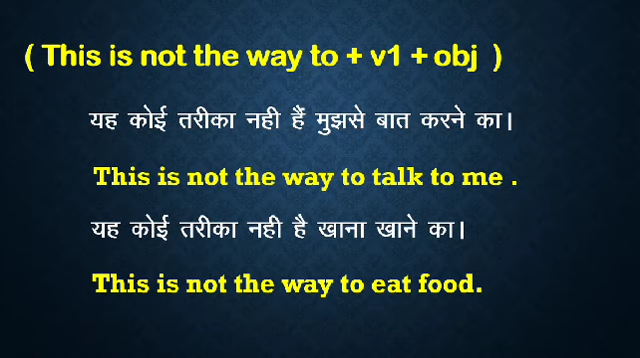 ( This is not the way to + v1 + obj )
यह कोई तरीका नही हैं मुझसे बात करने का।
This is not the way to talk to me .
यह कोई तरीका नही है खाना खाने का।
This is not the way to eat food.